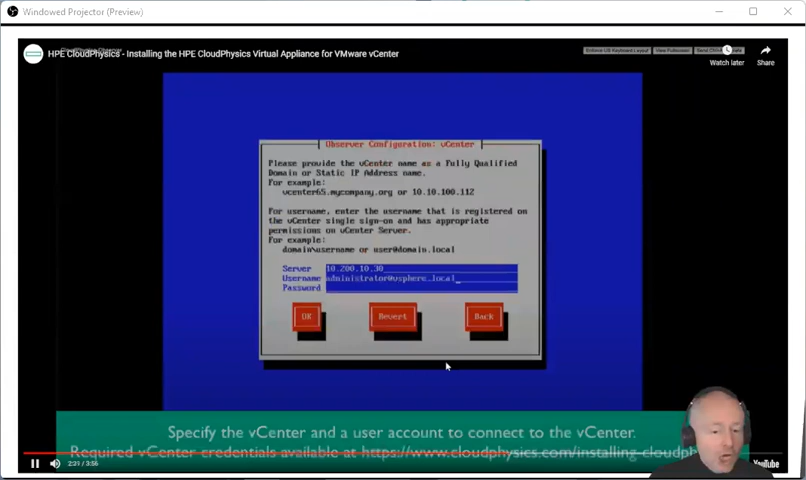 Windowed Projector (Preview)
HPE CloudPhysics - Installing the HPE CloudPhysics Virtual Appliance for VMware vCenter
View Fullscreen
Watch later
Share
Observer Configuration: vCenter
Please provide the vCenter name as a Fully Qualified
Domain or Static IP Address name.
For example:
vcenter65.mycompany.org or 10.10.100.112
For username, enter the username that is registered on
the vCenter single sign-on and has appropriate
permissions on vCenter Server.
For example:
domain\username or user@domain.local
Server 10.200.10.30
Username administrator@vsphere.local_
Password
OK
Revert
Back
Specify the vCenter and a user account to connect to the vCenter.
Required vCenter credentials available at https://www.cloudphysics.com/installing-cloudph
2:21 / 3:56
YouTube